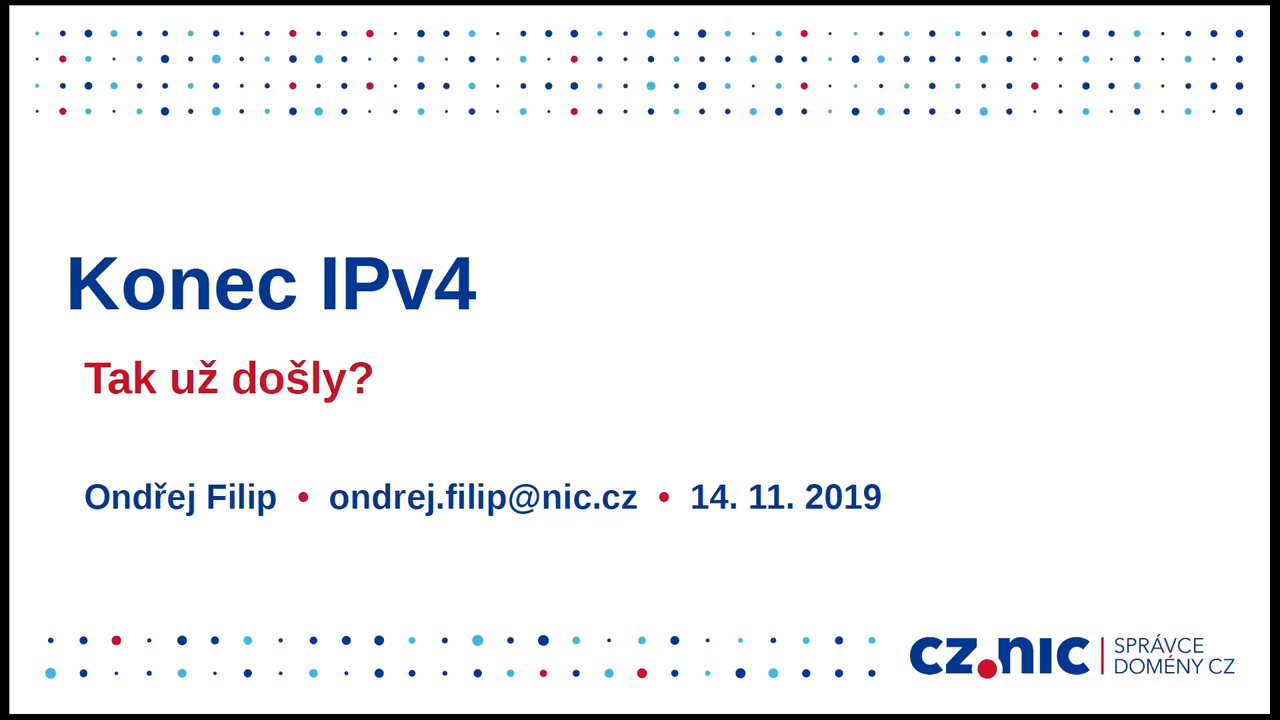 Konec IPv4
Tak už došly?
Ondřej Filip • ondrej.filip@nic.cz • 14. 11. 2019
CZ.NIC | SPRÁVCE
DOMÉNY CZ